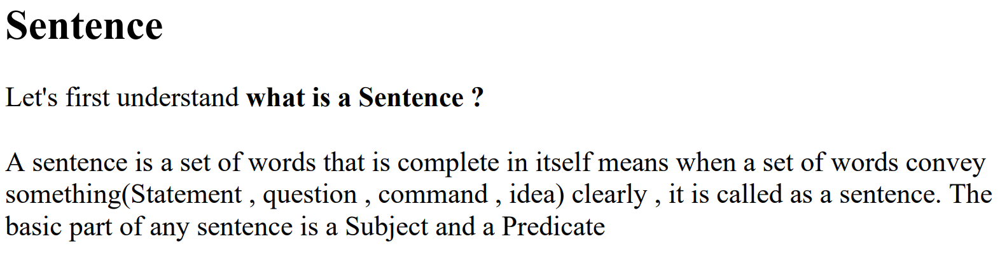 Sentence
Let's first understand what is a Sentence ?
A sentence is a set of words that is complete in itself means when a set of words convey
something(Statement , question , command , idea) clearly , it is called as a sentence. The
basic part of any sentence is a Subject and a Predicate